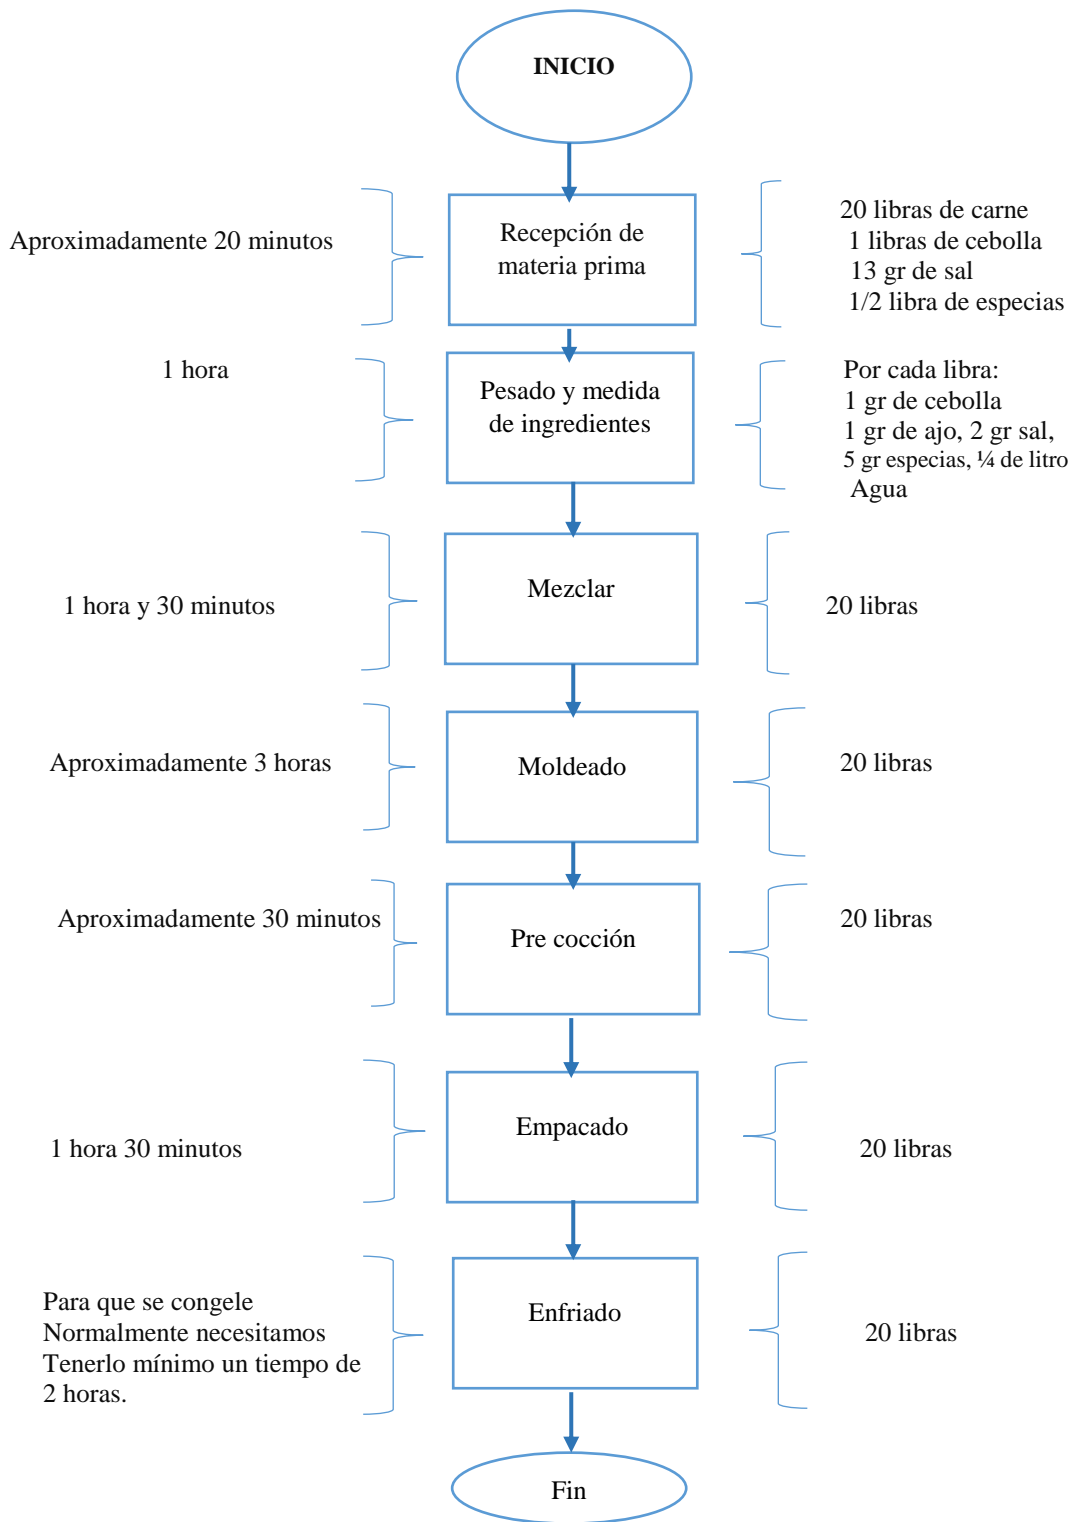 INICIO
Aproximadamente 20 minutos
Recepción de
materia prima
20 libras de carne
1 libras de cebolla
13 gr de sal
1/2 libra de especias
1 hora
Pesado y medida
de ingredientes
Por cada libra:
1 gr de cebolla
1 gr de ajo, 2 gr sal,
5 gr especias, ¼ de litro
Agua
1 hora y 30 minutos
Mezclar
20 libras
Aproximadamente 3 horas
Moldeado
20 libras
Aproximadamente 30 minutos
Pre cocción
20 libras
1 hora 30 minutos
Empacado
20 libras
Para que se congele
Normalmente necesitamos
Tenerlo mínimo un tiempo de
2 horas.
Enfriado
20 libras
Fin